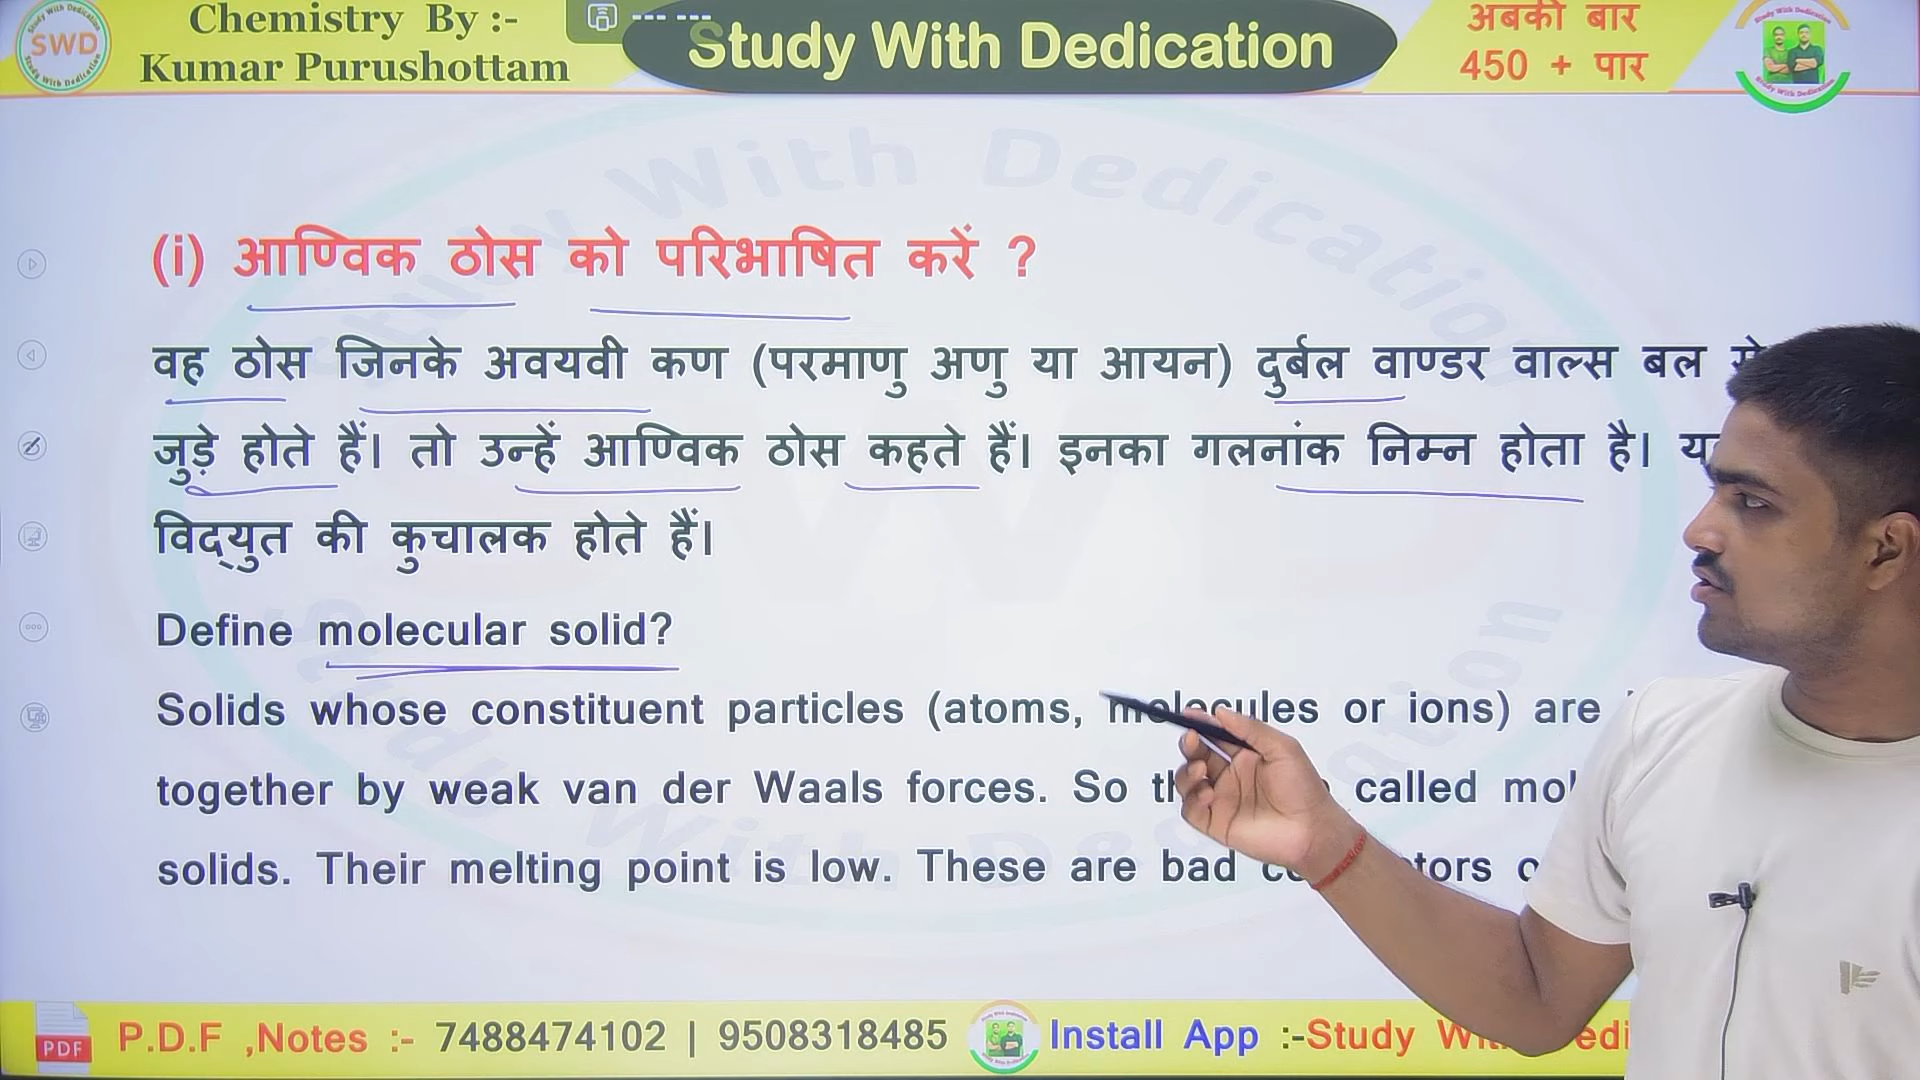 Chemistry By :-
Kumar Purushottam
SWD
Study With Dedication
अबकी बार
450 + पार
(i) आण्विक ठोस को परिभाषित करें ?
वह ठोस जिनके अवयवी कण (परमाणु अणु या आयन) दुर्बल वाण्डर वाल्स बल
जुड़े होते हैं। तो उन्हें आण्विक ठोस कहते हैं। इनका गलनांक निम्न होता है।
विद्युत की कुचालक होते हैं।
Define molecular solid?
Solids whose constituent particles (atoms, molecules or ions) are
together by weak van der Waals forces. So called
solids. Their melting point is low. These are bad
PDF
P.D.F ,Notes :- 7488474102 | 9508318485
Install App :-Study